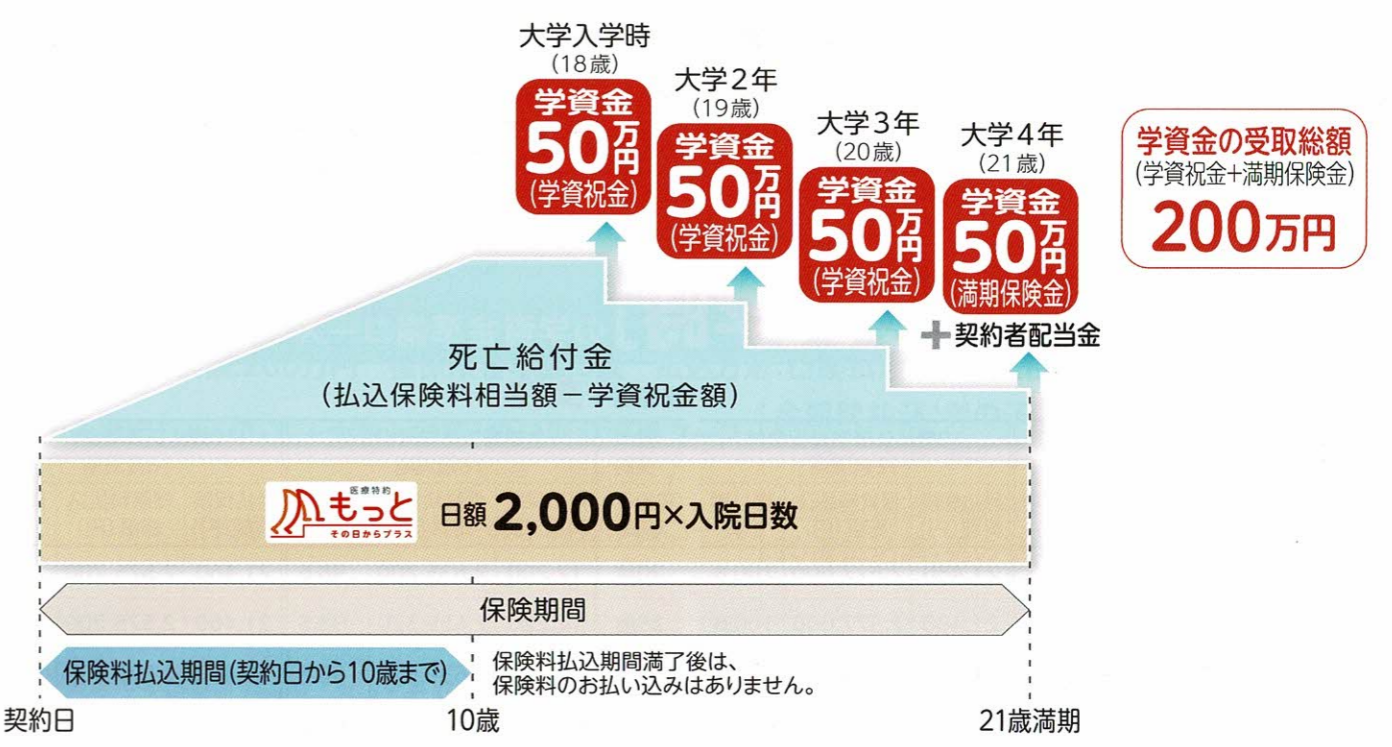 大学入学時
(18歳)
学資金
50万円
(学資祝金)
大学2年
(19歳)
学資金
50万円
(学資祝金)
大学3年
(20歳)
学資金
50万円
(学資祝金)
大学4年
(21歳)
学資金
50万円
(満期保険金)
+契約者配当金
学資金の受取総額
(学資祝金+満期保険金)
200万円
死亡給付金
(払込保険料相当額-学資祝金額)
医療特約
もっと
その日からプラス
日額2,000円×入院日数
保険期間
保険料払込期間(契約日から10歳まで)
保険料払込期間満了後は、
保険料のお払い込みはありません。
契約日
10歳
21歳満期